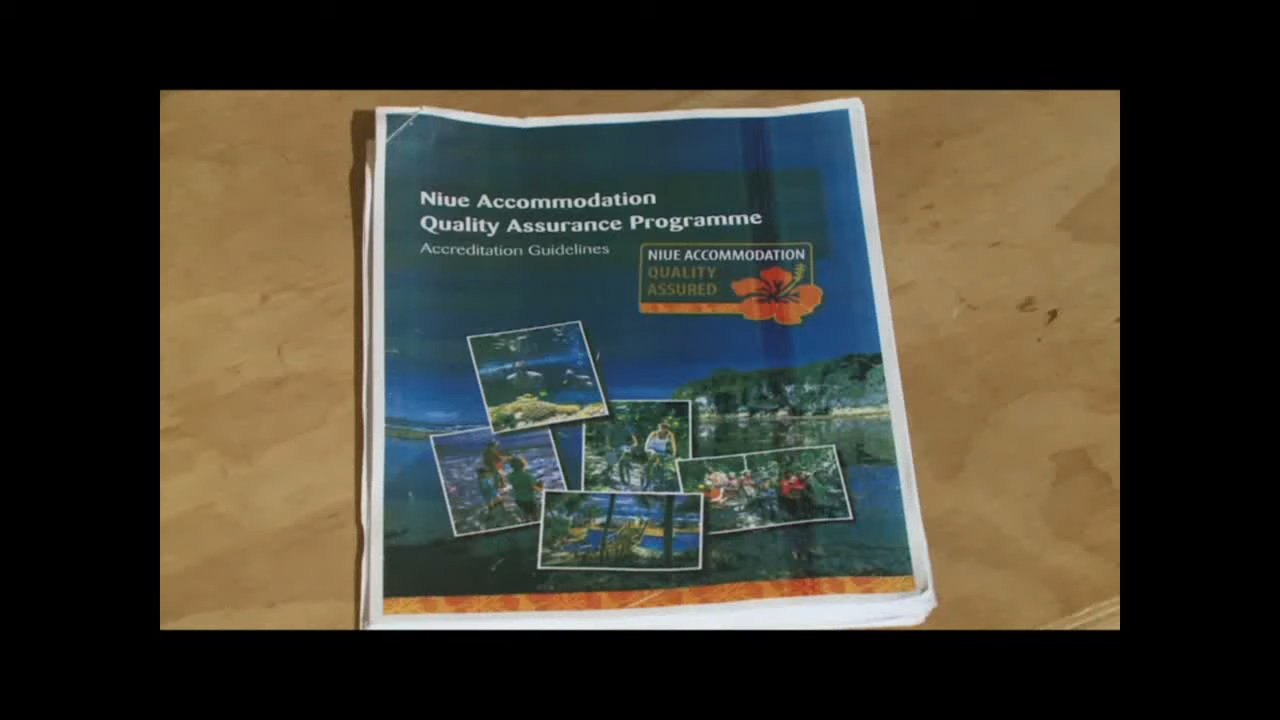 Niue Accommodation
Quality Assurance Programme
Accreditation Guidelines
NIUE ACCOMMODATION
QUALITY
ASSURED